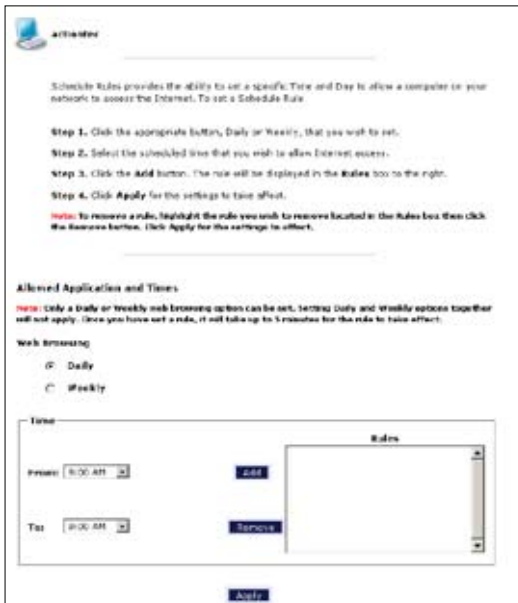 actiontec
Schedule Rules provides the ability to set a specific Time and Day to allow a computer on your
network to access the Internet. To set a Schedule Rule
Step 1. Click the appropriate button, Daily or Weekly, that you wish to set.
Step 2. Select the scheduled time that you wish to allow Internet access.
Step 3. Click the Add button. The rule will be displayed in the Rules box to the right.
Step 4. Click Apply for the settings to take affect.
Note: To remove a rule, highlight the rule you wish to remove located in the Rules box then click
the Remove button. Click Apply for the settings to affect.
Allowed Application and Times
Note: Only a Daily or Weekly web browsing option can be set. Setting Daily and Weekly options together
will not apply. Once you have set a rule, it will take up to 5 minutes for the rule to take effect.
Web Browsing
Daily
Weekly
Time
Rules
From: :00 AM
Add
To: :00 AM
Remove
Apply